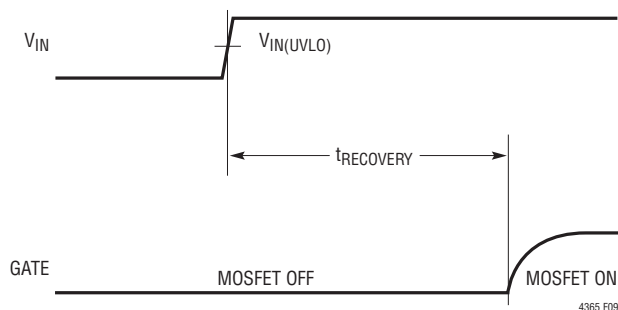 VIN
VIN(UVLO)
tRECOVERY
GATE
MOSFET OFF
MOSFET ON
4365 F09